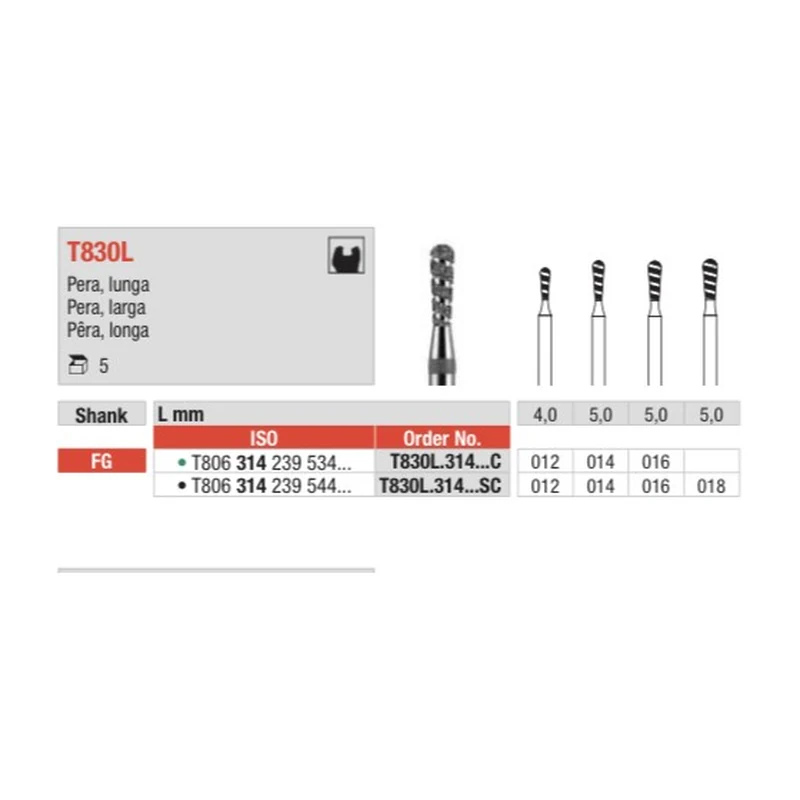 T830L
Pera, lunga
Pera, larga
Pêra, longa
5
Shank L mm 4,0 5,0 5,0 5,0
ISO Order No.
FG • T806 314 239 534... T830L.314...C 012 014 016
• T806 314 239 544... T830L.314...SC 012 014 016 018